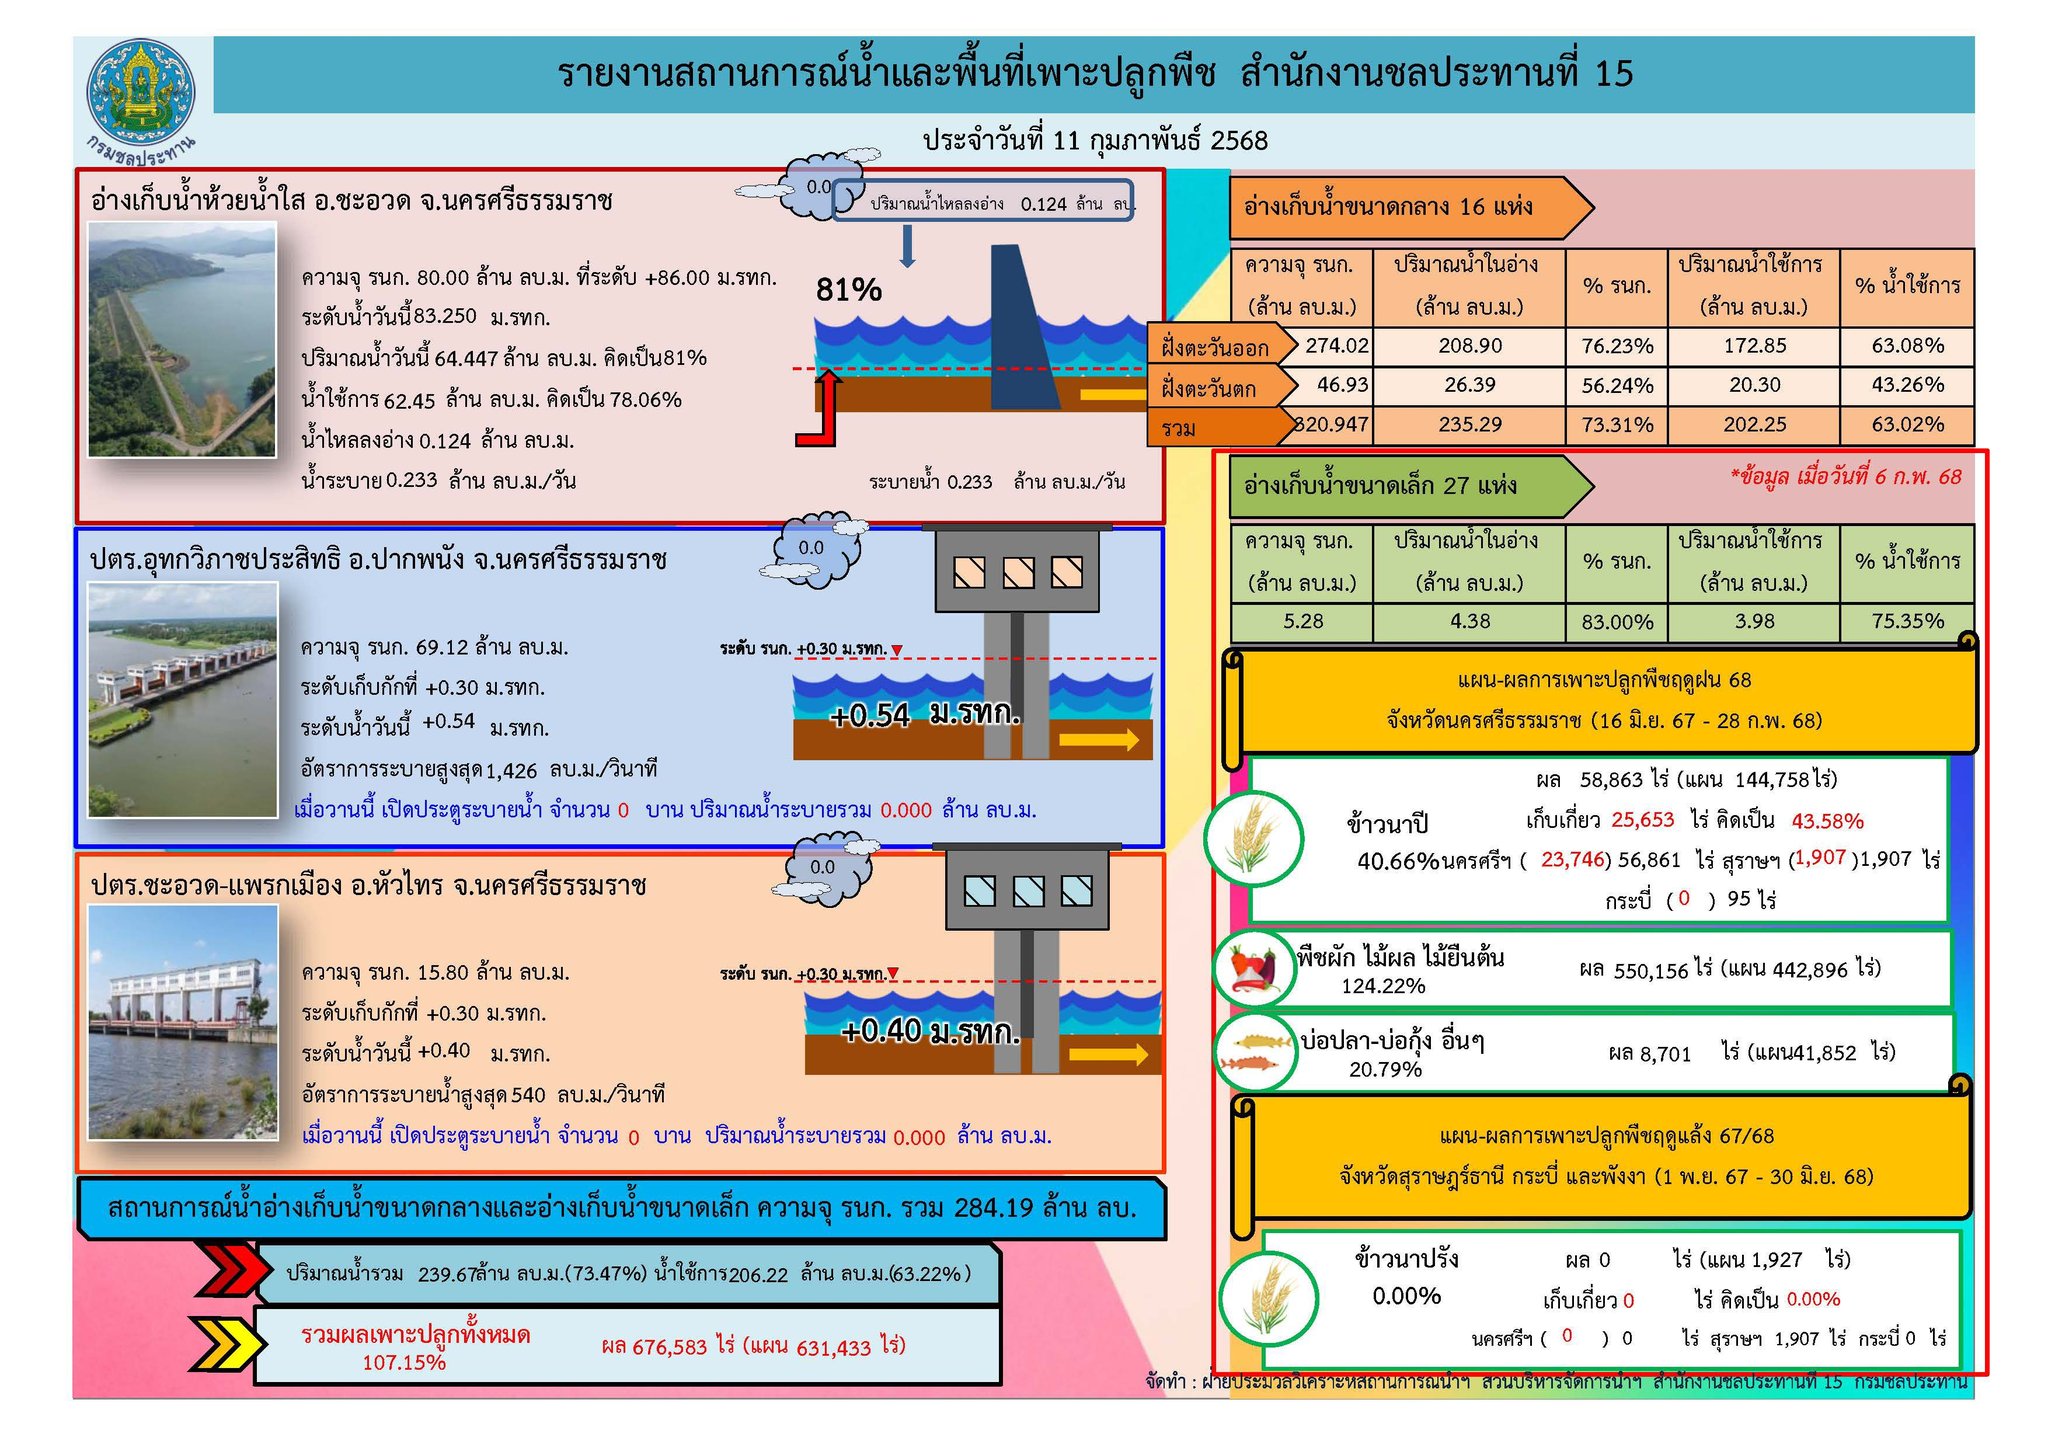 รายงานสถานการณ์น้ำและพื้นที่เพาะปลูกพืช สำนักงานชลประทานที่ 15
กรมชลประทาน
ประจำวันที่ 11 กุมภาพันธ์ 2568
อ่างเก็บน้ำห้วยน้ำใส อ.ชะอวด จ.นครศรีธรรมราช
0.0
ปริมาณน้ำไหลลงอ่าง 0.124 ล้าน ลบ.
ความจุ รนก. 80.00 ล้าน ลบ.ม. ที่ระดับ +86.00 ม.รทก.
81%
ระดับน้ำวันนี้ 83.250 ม.รทก.
ปริมาณน้ำวันนี้ 64.447 ล้าน ลบ.ม. คิดเป็น 81%
น้ำใช้การ 62.45 ล้าน ลบ.ม. คิดเป็น 78.06%
น้ำไหลลงอ่าง 0.124 ล้าน ลบ.ม.
น้ำระบาย 0.233 ล้าน ลบ.ม./วัน
ระบายน้ำ 0.233 ล้าน ลบ.ม./วัน
ปตร.อุทกวิภาชประสิทธิ อ.ปากพนัง จ.นครศรีธรรมราช
0.0
ความจุ รนก. 69.12 ล้าน ลบ.ม.
ระดับ รนก. +0.30 ม.รทก.
ระดับเก็บกักที่ +0.30 ม.รทก.
ระดับน้ำวันนี้ +0.54 ม.รทก.
+0.54 ม.รทก.
อัตราการระบายสูงสุด 1,426 ลบ.ม./วินาที
เมื่อวานนี้ เปิดประตูระบายน้ำ จำนวน 0 บาน ปริมาณน้ำระบายรวม 0.000 ล้าน ลบ.ม.
ปตร.ชะอวด-แพรกเมือง อ.หัวไทร จ.นครศรีธรรมราช
0.0
ความจุ รนก. 15.80 ล้าน ลบ.ม.
ระดับ รนก. +0.30 ม.รทก.
ระดับเก็บกักที่ +0.30 ม.รทก.
ระดับน้ำวันนี้ +0.40 ม.รทก.
+0.40 ม.รทก.
อัตราการระบายน้ำสูงสุด 540 ลบ.ม./วินาที
เมื่อวานนี้ เปิดประตูระบายน้ำ จำนวน 0 บาน ปริมาณน้ำระบายรวม 0.000 ล้าน ลบ.ม.
สถานการณ์น้ำอ่างเก็บน้ำขนาดกลางและอ่างเก็บน้ำขนาดเล็ก ความจุ รนก. รวม 284.19 ล้าน ลบ.
ปริมาณน้ำรวม 239.67 ล้าน ลบ.ม.(73.47%) น้ำใช้การ 206.22 ล้าน ลบ.ม.(63.22%)
รวมผลเพาะปลูกทั้งหมด ผล 676,583 ไร่ (แผน 631,433 ไร่)
107.15%
อ่างเก็บน้ำขนาดกลาง 16 แห่ง
ความจุ รนก. (ล้าน ลบ.ม.) ปริมาณน้ำในอ่าง (ล้าน ลบ.ม.) % รนก. ปริมาณน้ำใช้การ (ล้าน ลบ.ม.) % น้ำใช้การ
ฝั่งตะวันออก 274.02 208.90 76.23% 172.85 63.08%
ฝั่งตะวันตก 46.93 26.39 56.24% 20.30 43.26%
รวม 320.947 235.29 73.31% 202.25 63.02%
อ่างเก็บน้ำขนาดเล็ก 27 แห่ง
*ข้อมูล เมื่อวันที่ 6 ก.พ. 68
ความจุ รนก. (ล้าน ลบ.ม.) ปริมาณน้ำในอ่าง (ล้าน ลบ.ม.) % รนก. ปริมาณน้ำใช้การ (ล้าน ลบ.ม.) % น้ำใช้การ
5.28 4.38 83.00% 3.98 75.35%
แผน-ผลการเพาะปลูกพืชฤดูฝน 68
จังหวัดนครศรีธรรมราช (16 มิ.ย. 67 - 28 ก.พ. 68)
ผล 58,863 ไร่ (แผน 144,758 ไร่)
ข้าวนาปี เก็บเกี่ยว 25,653 ไร่ คิดเป็น 43.58%
40.66% นครศรีฯ ( 23,746) 56,861 ไร่ สุราษฯ (1,907 )1,907 ไร่
กระบี่ ( 0 ) 95 ไร่
พืชผัก ไม้ผล ไม้ยืนต้น ผล 550,156 ไร่ (แผน 442,896 ไร่)
124.22%
บ่อปลา-บ่อกุ้ง อื่นๆ ผล 8,701 ไร่ (แผน41,852 ไร่)
20.79%
แผน-ผลการเพาะปลูกพืชฤดูแล้ง 67/68
จังหวัดสุราษฎร์ธานี กระบี่ และพังงา (1 พ.ย. 67 - 30 มิ.ย. 68)
ข้าวนาปรัง ผล 0 ไร่ (แผน 1,927 ไร่)
0.00% เก็บเกี่ยว 0 ไร่ คิดเป็น 0.00%
นครศรีฯ ( 0 ) 0 ไร่ สุราษฯ 1,907 ไร่ กระบี่ 0 ไร่
จัดทำ : ฝ่ายประมวลวิเคราะห์สถานการณ์น้ำฯ ส่วนบริหารจัดการน้ำฯ สำนักงานชลประทานที่ 15 กรมชลประทาน